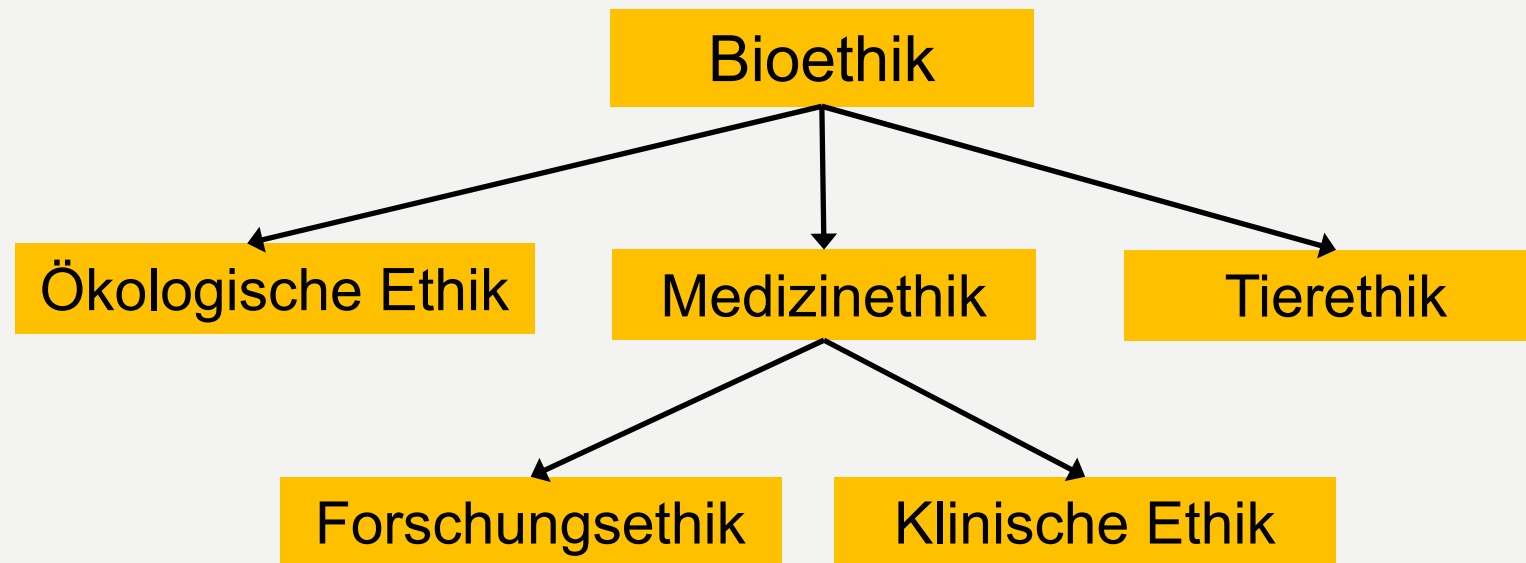 Bioethik
Ökologische Ethik
Medizinethik
Tierethik
Forschungsethik
Klinische Ethik